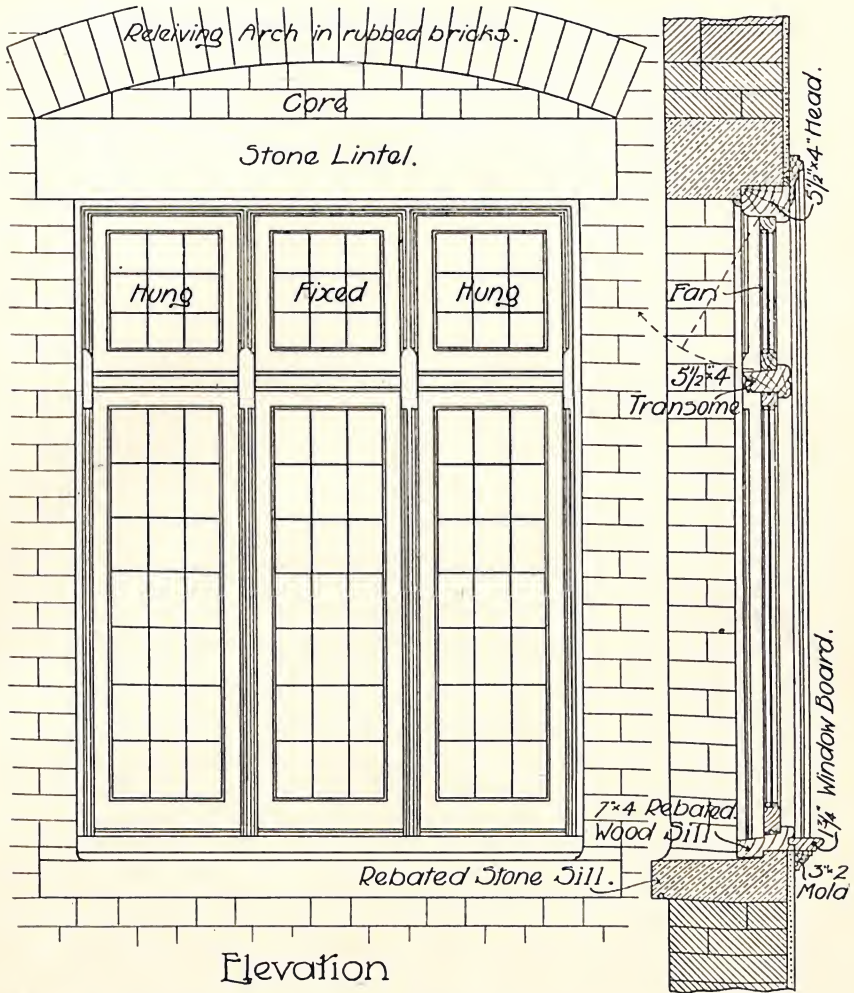 Releiving Arch in rubbed bricks.
Core
Stone Lintel.
5½"×4" Head.
Hung
Fixed
Hung
Fan
5½"×4
Transome
1¾" Window Board.
7"×4 Rebated
Wood Sill
Rebated Stone Sill.
3"×2
Mold
Elevation